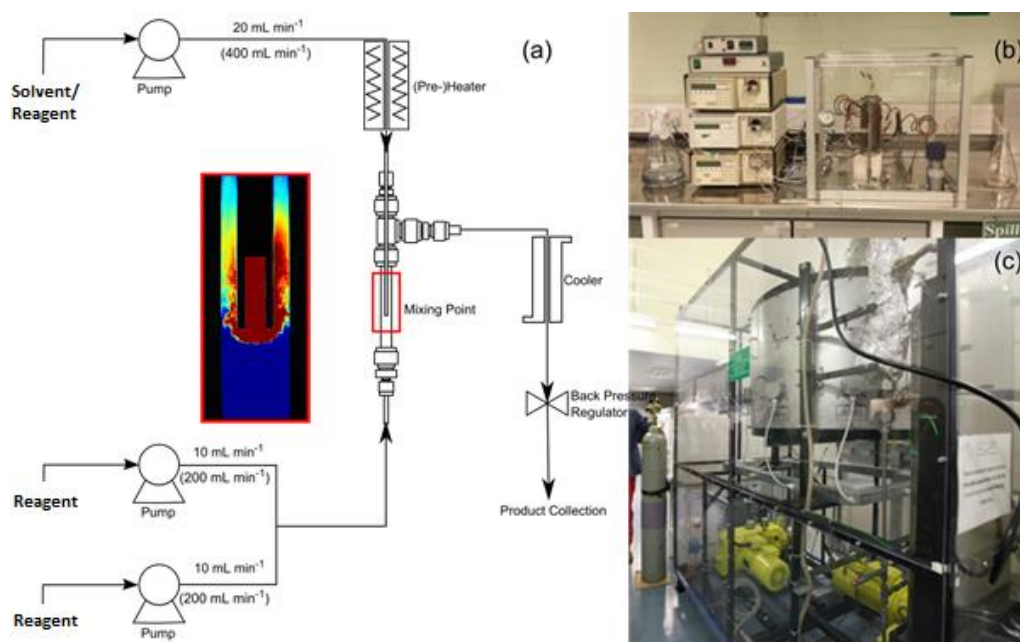 20 mL min⁻¹
(400 mL min⁻¹)
Pump
Solvent/
Reagent
(Pre-)Heater
(a)
Mixing Point
Cooler
Back Pressure
Regulator
Product Collection
10 mL min⁻¹
(200 mL min⁻¹)
Reagent
Pump
10 mL min⁻¹
(200 mL min⁻¹)
Reagent
Pump
(b)
Spill
(c)